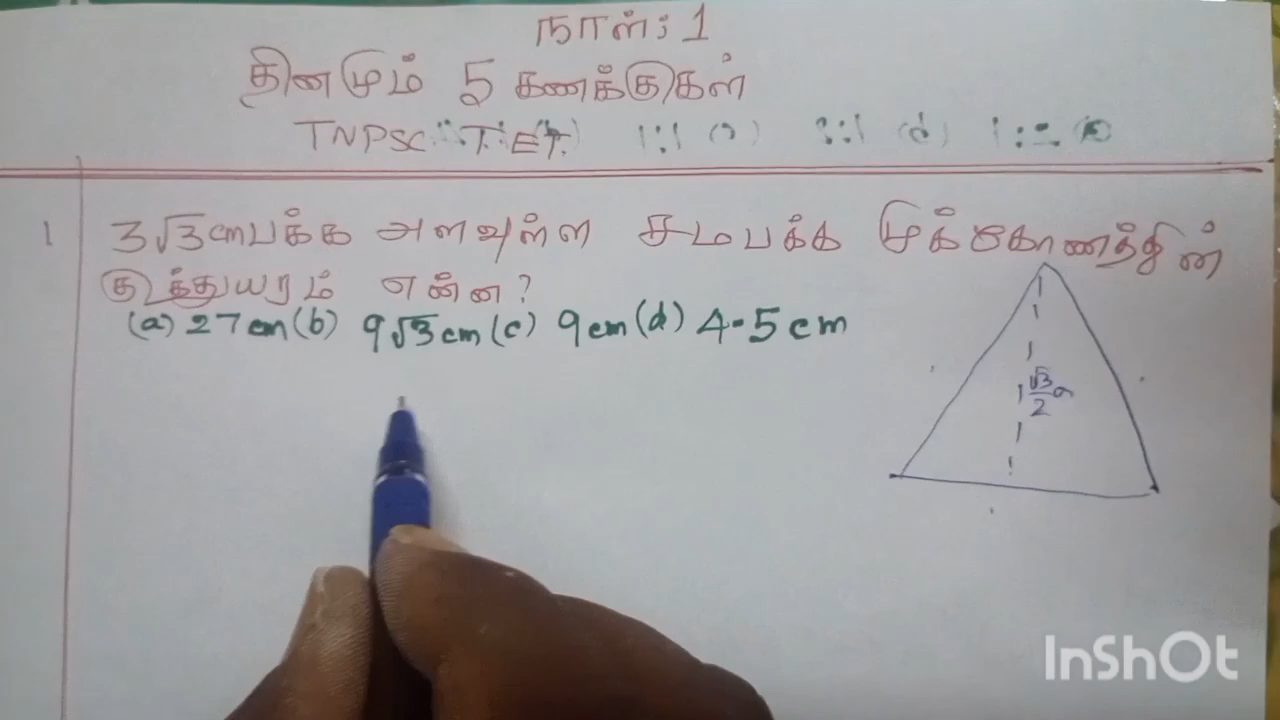 நாள்: 1
தினமும் 5 கணக்குகள்
TNPSC TET
1 3√3cm பக்க அளவுள்ள சமபக்க முக்கோணத்தின்
குத்துயரம் என்ன?
(a) 27 cm (b) 9√3 cm (c) 9 cm (d) 4.5 cm
√3/2 a
InShOt